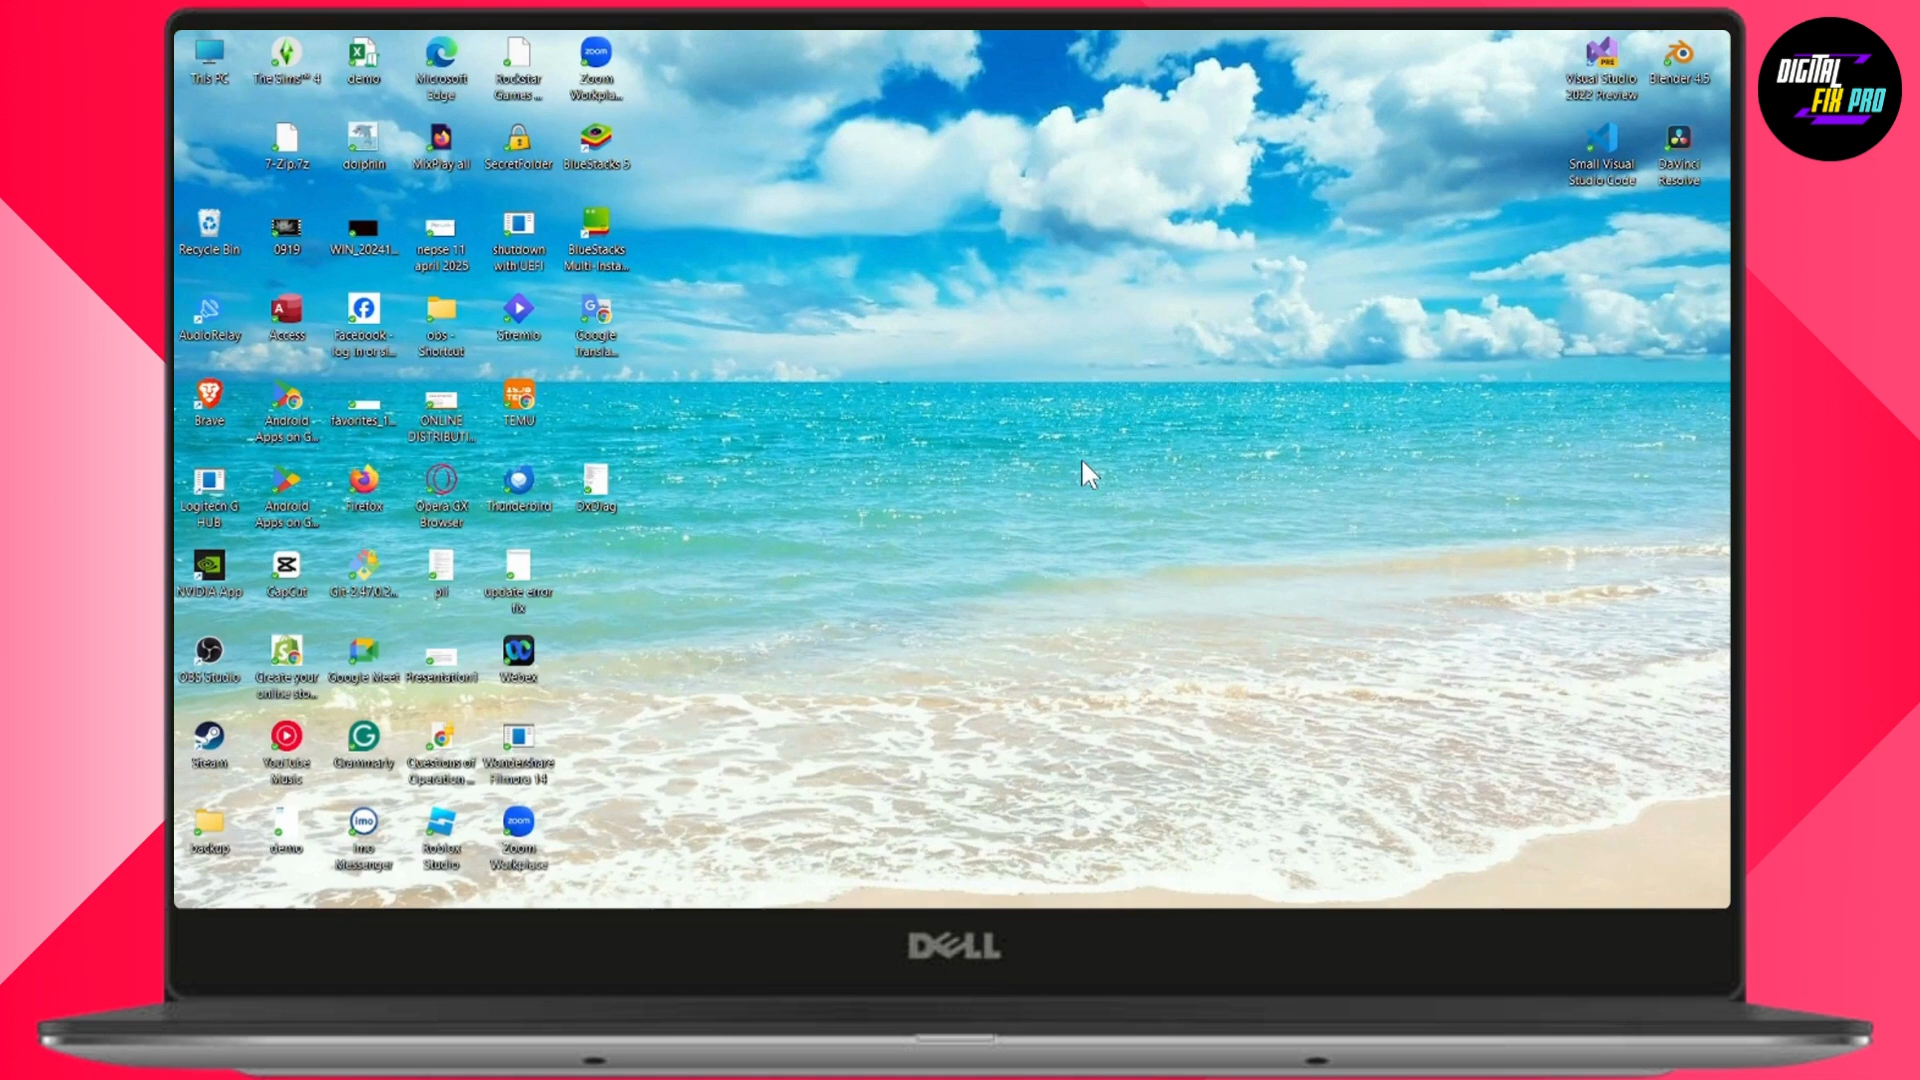 This PC
The Sims™ 4
demo
Microsoft
Edge
Rockstar
Games ...
zoom
Zoom
Workpla...
7-Zip.7z
dolphin
MixPlay all
SecretFolder
BlueStacks 5
Recycle Bin
0919
WIN_20241...
nepse 11
april 2025
shutdown
with UEFI
BlueStacks
Multi-Insta...
AudioRelay
Access
Facebook -
log in or si...
obs -
Shortcut
Stremio
Google
Transla...
Brave
Android
Apps on G...
favorites_1...
ONLINE
DISTRIBUTI...
TEMU
Logitech G
HUB
Android
Apps on G...
Firefox
Opera GX
Browser
Thunderbird
DxDiag
NVIDIA App
CapCut
Git-2.47.0.2...
update error
fix
OBS Studio
Create your
online sto...
Google Meet
Presentation1
Webex
Steam
YouTube
Music
Grammarly
Questions of
Operation ...
Wondershare
Filmora 14
backup
demo
imo
imo
Messenger
Roblox
Studio
zoom
Zoom
Workplace
PRE
Visual Studio
2022 Preview
Blender 4.5
Small Visual
Studio Code
DaVinci
Resolve
DIGITAL
FIX PRO
DELL